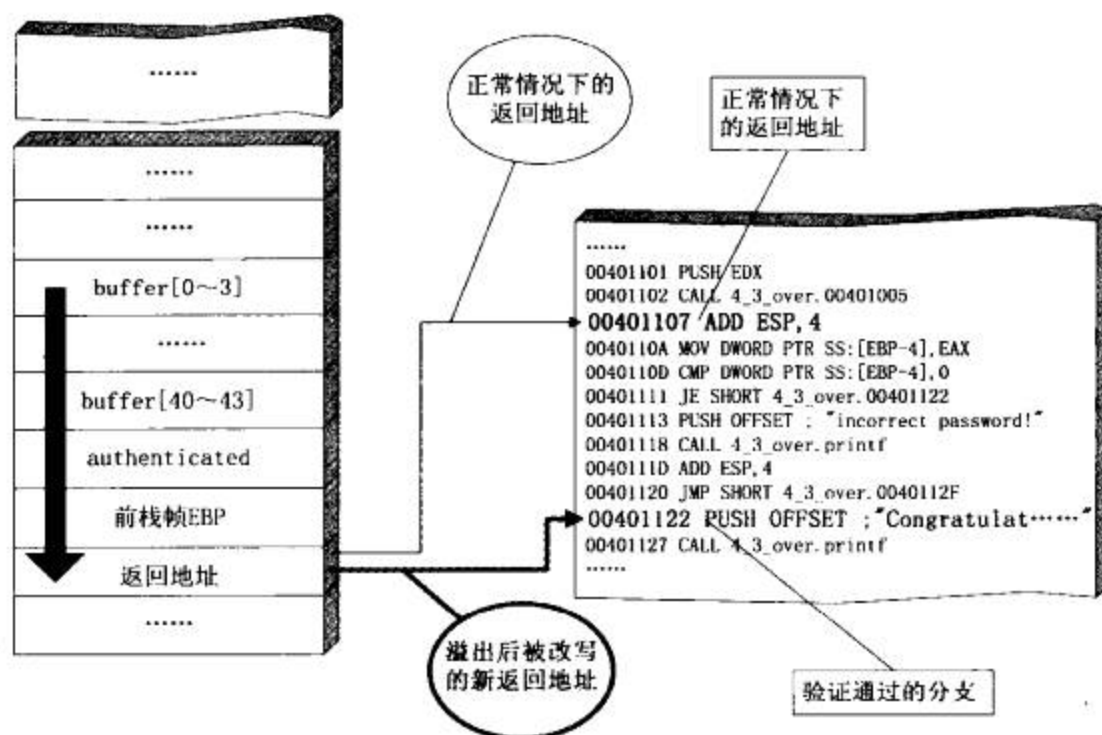 ……
……
……
buffer[0～3]
……
buffer[40～43]
authenticated
前栈帧EBP
返回地址
……
正常情况下的
返回地址
正常情况下
的返回地址
……
00401101 PUSH EDX
00401102 CALL 4_3_over.00401005
00401107 ADD ESP,4
0040110A MOV DWORD PTR SS:[EBP-4],EAX
0040110D CMP DWORD PTR SS:[EBP-4],0
00401111 JE SHORT 4_3_over.00401122
00401113 PUSH OFFSET ; "incorrect password!"
00401118 CALL 4_3_over.printf
0040111D ADD ESP,4
00401120 JMP SHORT 4_3_over.0040112F
00401122 PUSH OFFSET ;"Congratulat……"
00401127 CALL 4_3_over.printf
……
溢出后被改写
的新返回地址
验证通过的分支